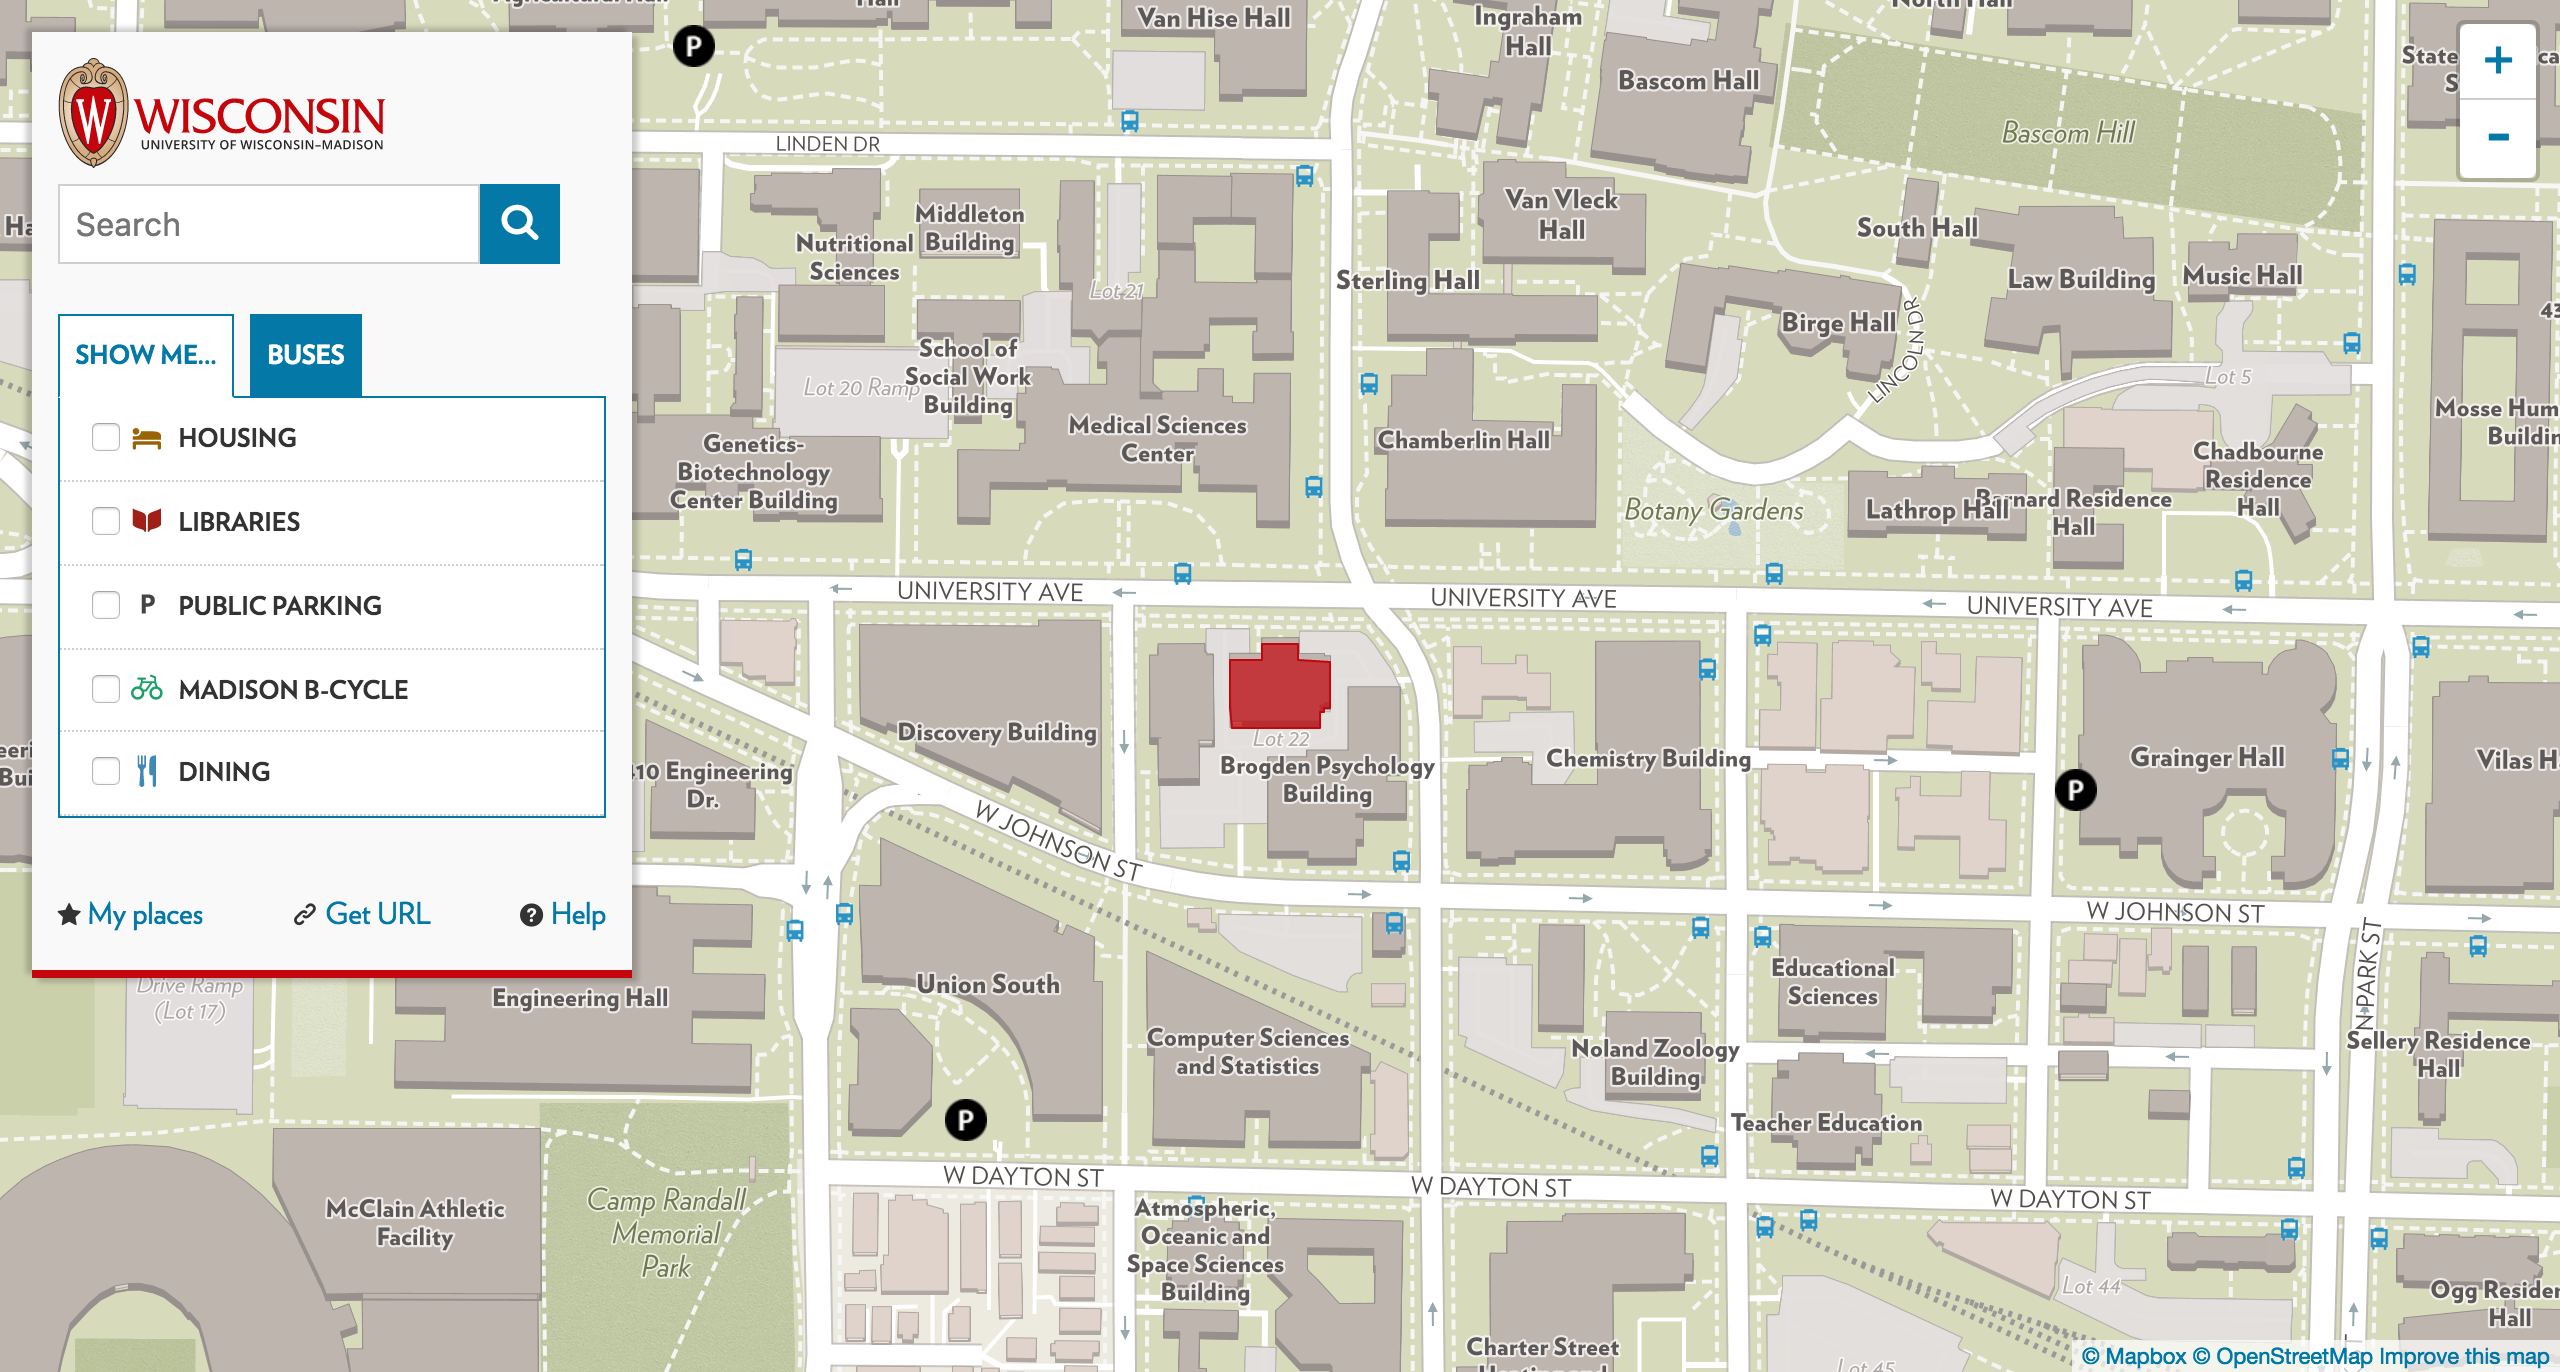 W
WISCONSIN
UNIVERSITY OF WISCONSIN–MADISON
Search
SHOW ME...
BUSES
HOUSING
LIBRARIES
P PUBLIC PARKING
MADISON B-CYCLE
DINING
My places
Get URL
? Help
P
Van Hise Hall
Ingraham
Hall
Bascom Hall
North Hall
Bascom Hill
+
-
LINDEN DR
Nutritional
Sciences
Middleton
Building
Lot 21
Sterling Hall
Van Vleck
Hall
South Hall
Birge Hall
LINCOLN DR
Law Building
Music Hall
Lot 5
Lot 20 Ramp
School of
Social Work
Building
Genetics-
Biotechnology
Center Building
Medical Sciences
Center
Chamberlin Hall
Botany Gardens
Lathrop Hall
Barnard Residence
Hall
Chadbourne
Residence
Hall
Mosse Hum
Buildin
UNIVERSITY AVE
UNIVERSITY AVE
UNIVERSITY AVE
Discovery Building
Lot 22
Brogden Psychology
Building
Chemistry Building
Grainger Hall
P
Vilas H
410 Engineering
Dr.
W JOHNSON ST
W JOHNSON ST
N PARK ST
Drive Ramp
(Lot 17)
Engineering Hall
Union South
P
Computer Sciences
and Statistics
Noland Zoology
Building
Educational
Sciences
Teacher Education
Sellery Residence
Hall
W DAYTON ST
W DAYTON ST
W DAYTON ST
McClain Athletic
Facility
Camp Randall
Memorial
Park
Atmospheric,
Oceanic and
Space Sciences
Building
Charter Street
Lot 44
Lot 45
Ogg Residen
Hall
© Mapbox © OpenStreetMap Improve this map